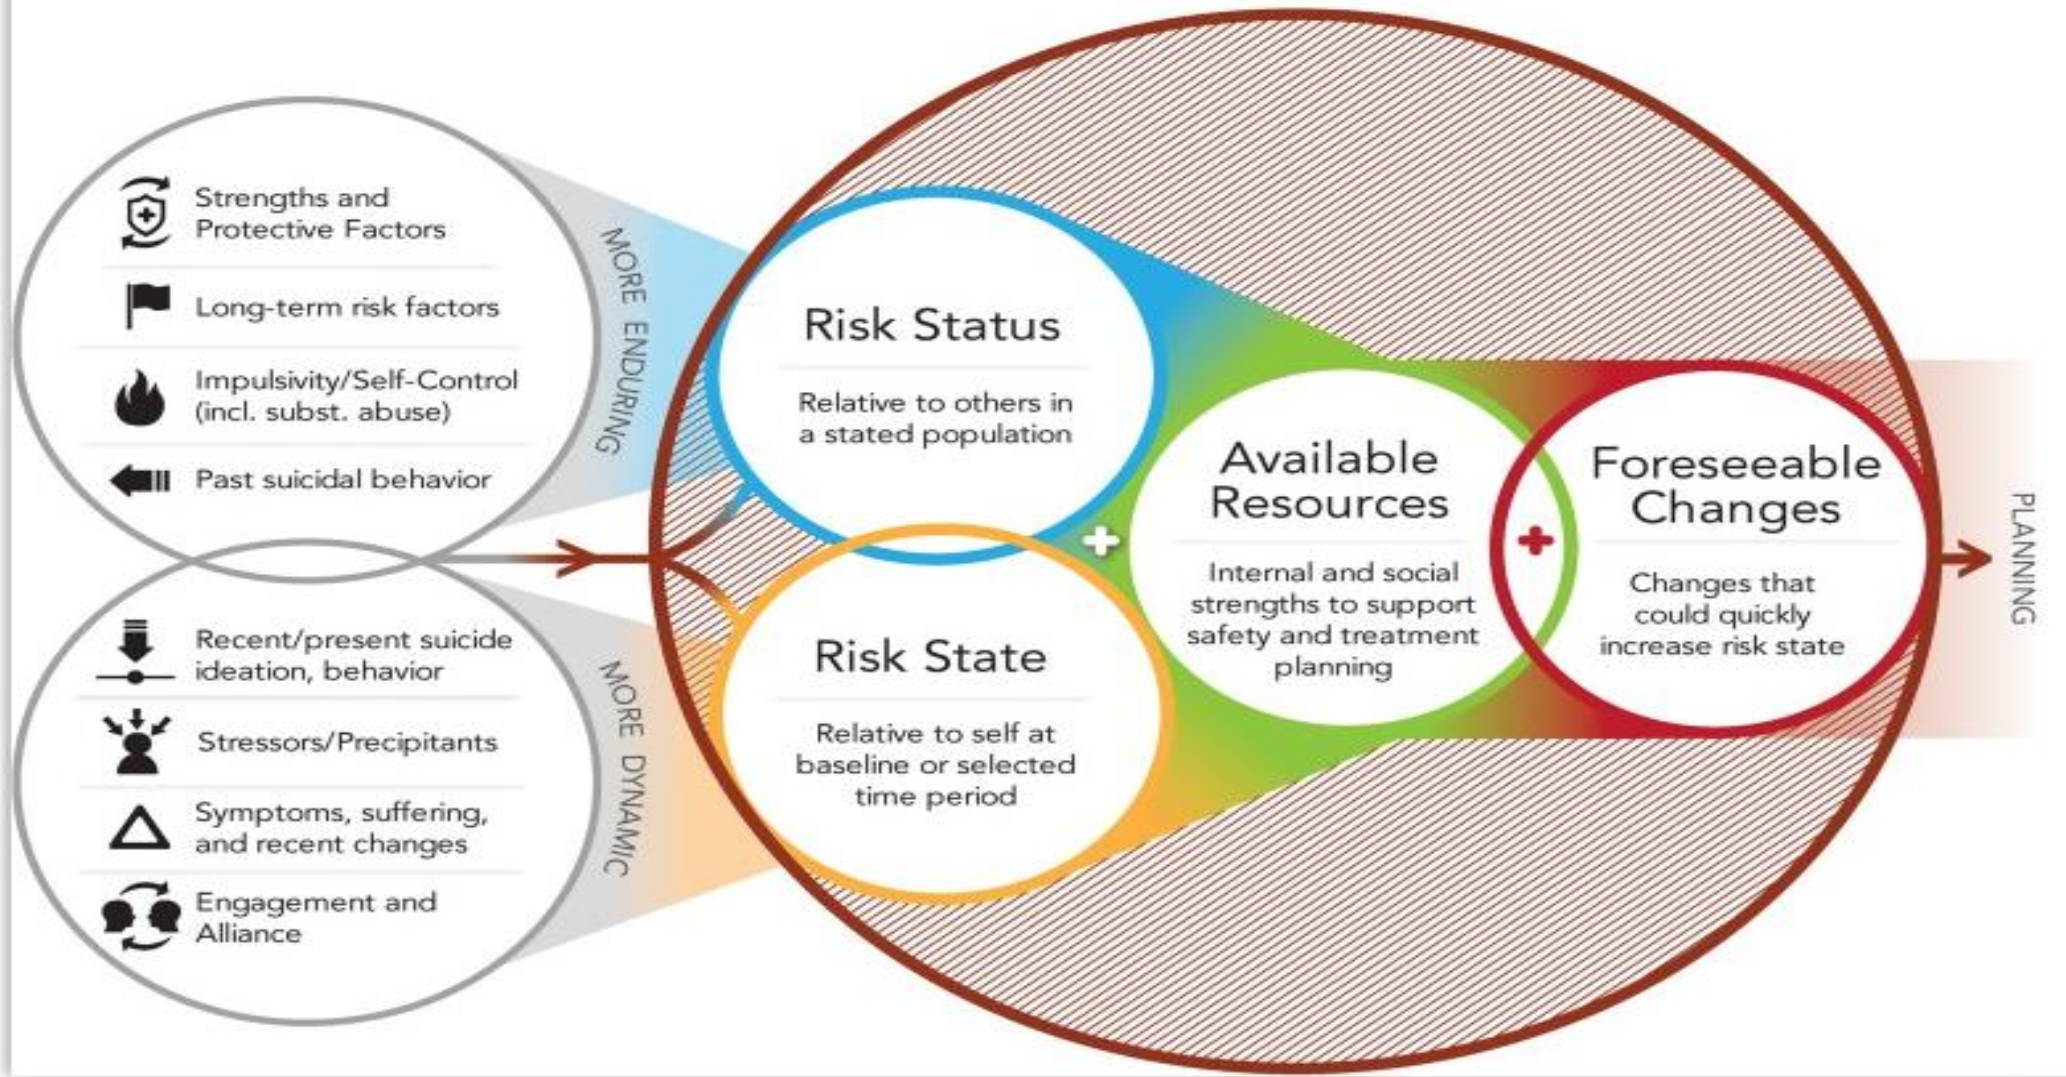 Strengths and
Protective Factors
Long-term risk factors
Impulsivity/Self-Control
(incl. subst. abuse)
Past suicidal behavior
MORE ENDURING
Recent/present suicide
ideation, behavior
Stressors/Precipitants
Symptoms, suffering,
and recent changes
Engagement and
Alliance
MORE DYNAMIC
Risk Status
Relative to others in
a stated population
Risk State
Relative to self at
baseline or selected
time period
+
Available
Resources
Internal and social
strengths to support
safety and treatment
planning
+
Foreseeable
Changes
Changes that
could quickly
increase risk state
PLANNING